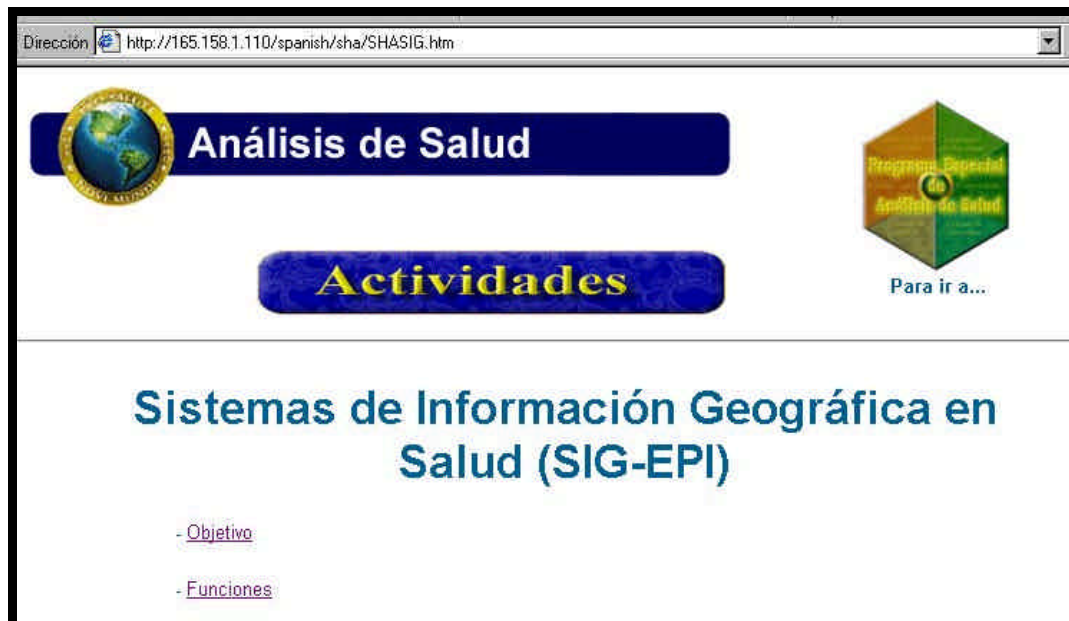 Dirección http://165.158.1.110/spanish/sha/SHASIG.htm
Análisis de Salud
Programa Especial
de
Análisis de Salud
Actividades
Para ir a...
Sistemas de Información Geográfica en
Salud (SIG-EPI)
- Objetivo
- Funciones